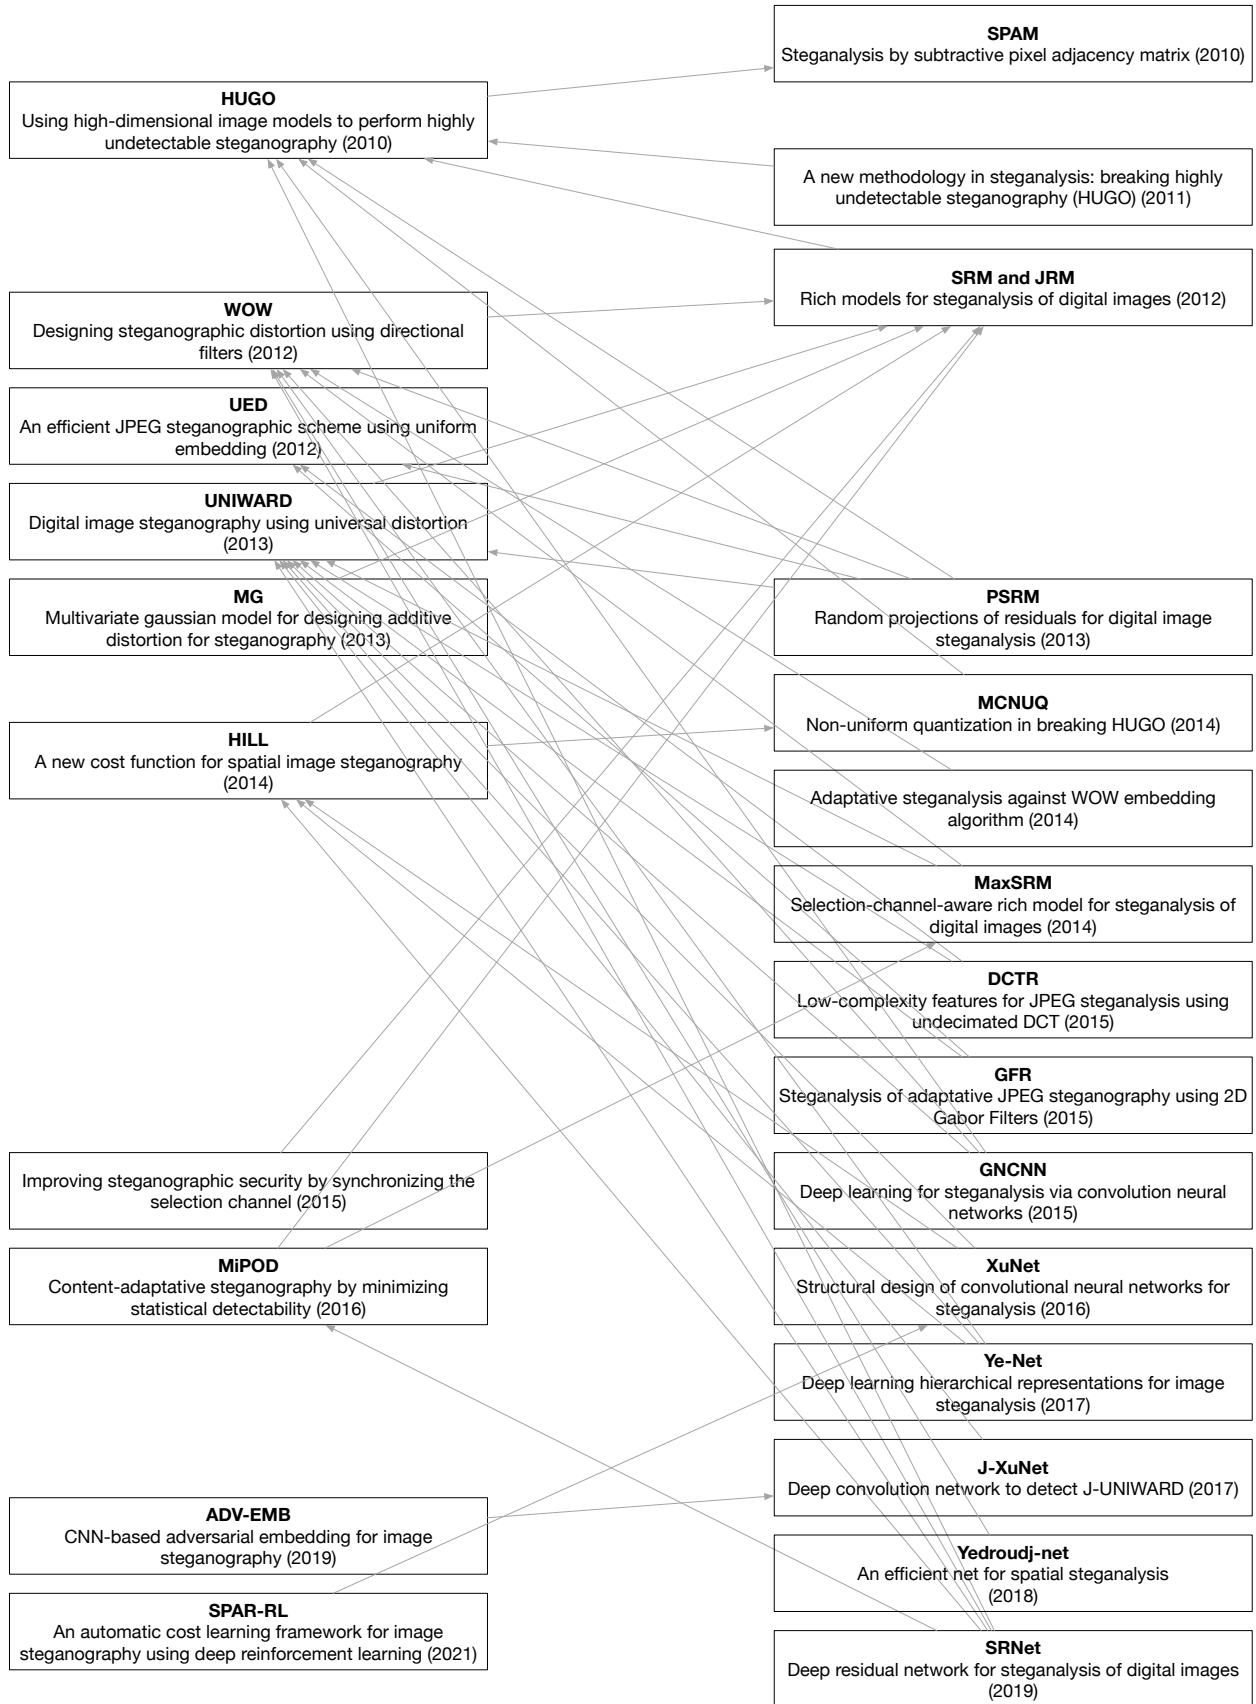 SPAM
Steganalysis by subtractive pixel adjacency matrix (2010)
HUGO
Using high-dimensional image models to perform highly
undetectable steganography (2010)
A new methodology in steganalysis: breaking highly
undetectable steganography (HUGO) (2011)
SRM and JRM
Rich models for steganalysis of digital images (2012)
WOW
Designing steganographic distortion using directional
filters (2012)
UED
An efficient JPEG steganographic scheme using uniform
embedding (2012)
UNIWARD
Digital image steganography using universal distortion
(2013)
MG
Multivariate gaussian model for designing additive
distortion for steganography (2013)
PSRM
Random projections of residuals for digital image
steganalysis (2013)
MCNUQ
Non-uniform quantization in breaking HUGO (2014)
HILL
A new cost function for spatial image steganography
(2014)
Adaptative steganalysis against WOW embedding
algorithm (2014)
MaxSRM
Selection-channel-aware rich model for steganalysis of
digital images (2014)
DCTR
Low-complexity features for JPEG steganalysis using
undecimated DCT (2015)
GFR
Steganalysis of adaptative JPEG steganography using 2D
Gabor Filters (2015)
Improving steganographic security by synchronizing the
selection channel (2015)
GNCNN
Deep learning for steganalysis via convolution neural
networks (2015)
MiPOD
Content-adaptative steganography by minimizing
statistical detectability (2016)
XuNet
Structural design of convolutional neural networks for
steganalysis (2016)
Ye-Net
Deep learning hierarchical representations for image
steganalysis (2017)
J-XuNet
Deep convolution network to detect J-UNIWARD (2017)
ADV-EMB
CNN-based adversarial embedding for image
steganography (2019)
Yedroudj-net
An efficient net for spatial steganalysis
(2018)
SPAR-RL
An automatic cost learning framework for image
steganography using deep reinforcement learning (2021)
SRNet
Deep residual network for steganalysis of digital images
(2019)